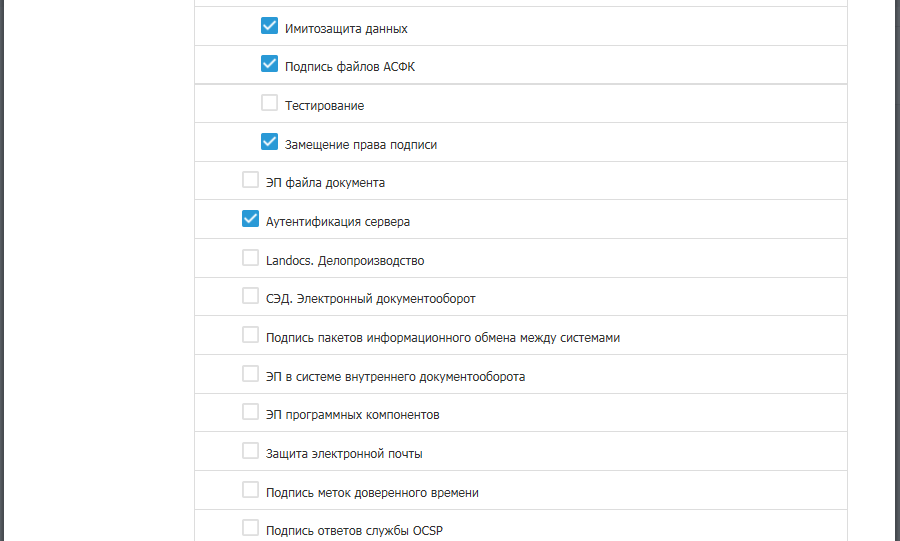 Имитозащита данных
Подпись файлов АСФК
Тестирование
Замещение права подписи
ЭП файла документа
Аутентификация сервера
Landocs. Делопроизводство
СЭД. Электронный документооборот
Подпись пакетов информационного обмена между системами
ЭП в системе внутреннего документооборота
ЭП программных компонентов
Защита электронной почты
Подпись меток доверенного времени
Подпись ответов службы OCSP